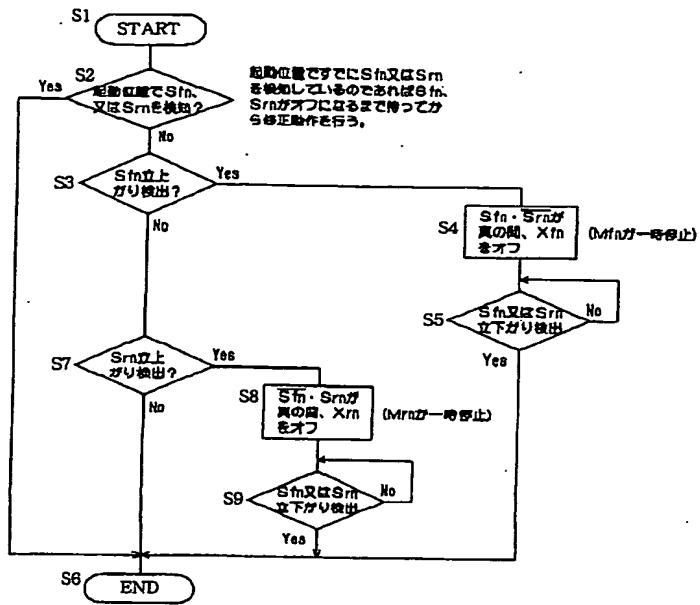 S1
START
S2
起動位置でSfn、
又はSrnを検知？
Yes
No
起動位置ですでにSfn又はSrn
を検知しているのであればSfn、
Srnがオフになるまで待ってか
ら修正動作を行う。
S3
Sfn立上
がり検出？
Yes
No
S4
Sfn・S̅r̅n̅が
真の間、Xfn
をオフ
(Mfnが一時停止)
S5
Sfn又はSrn
立下がり検出
No
Yes
S7
Srn立上
がり検出？
Yes
No
S8
S̅f̅n̅・Srnが
真の間、Xrn
をオフ
(Mrnが一時停止)
S9
Sfn又はSrn
立下がり検出
No
Yes
S6
END